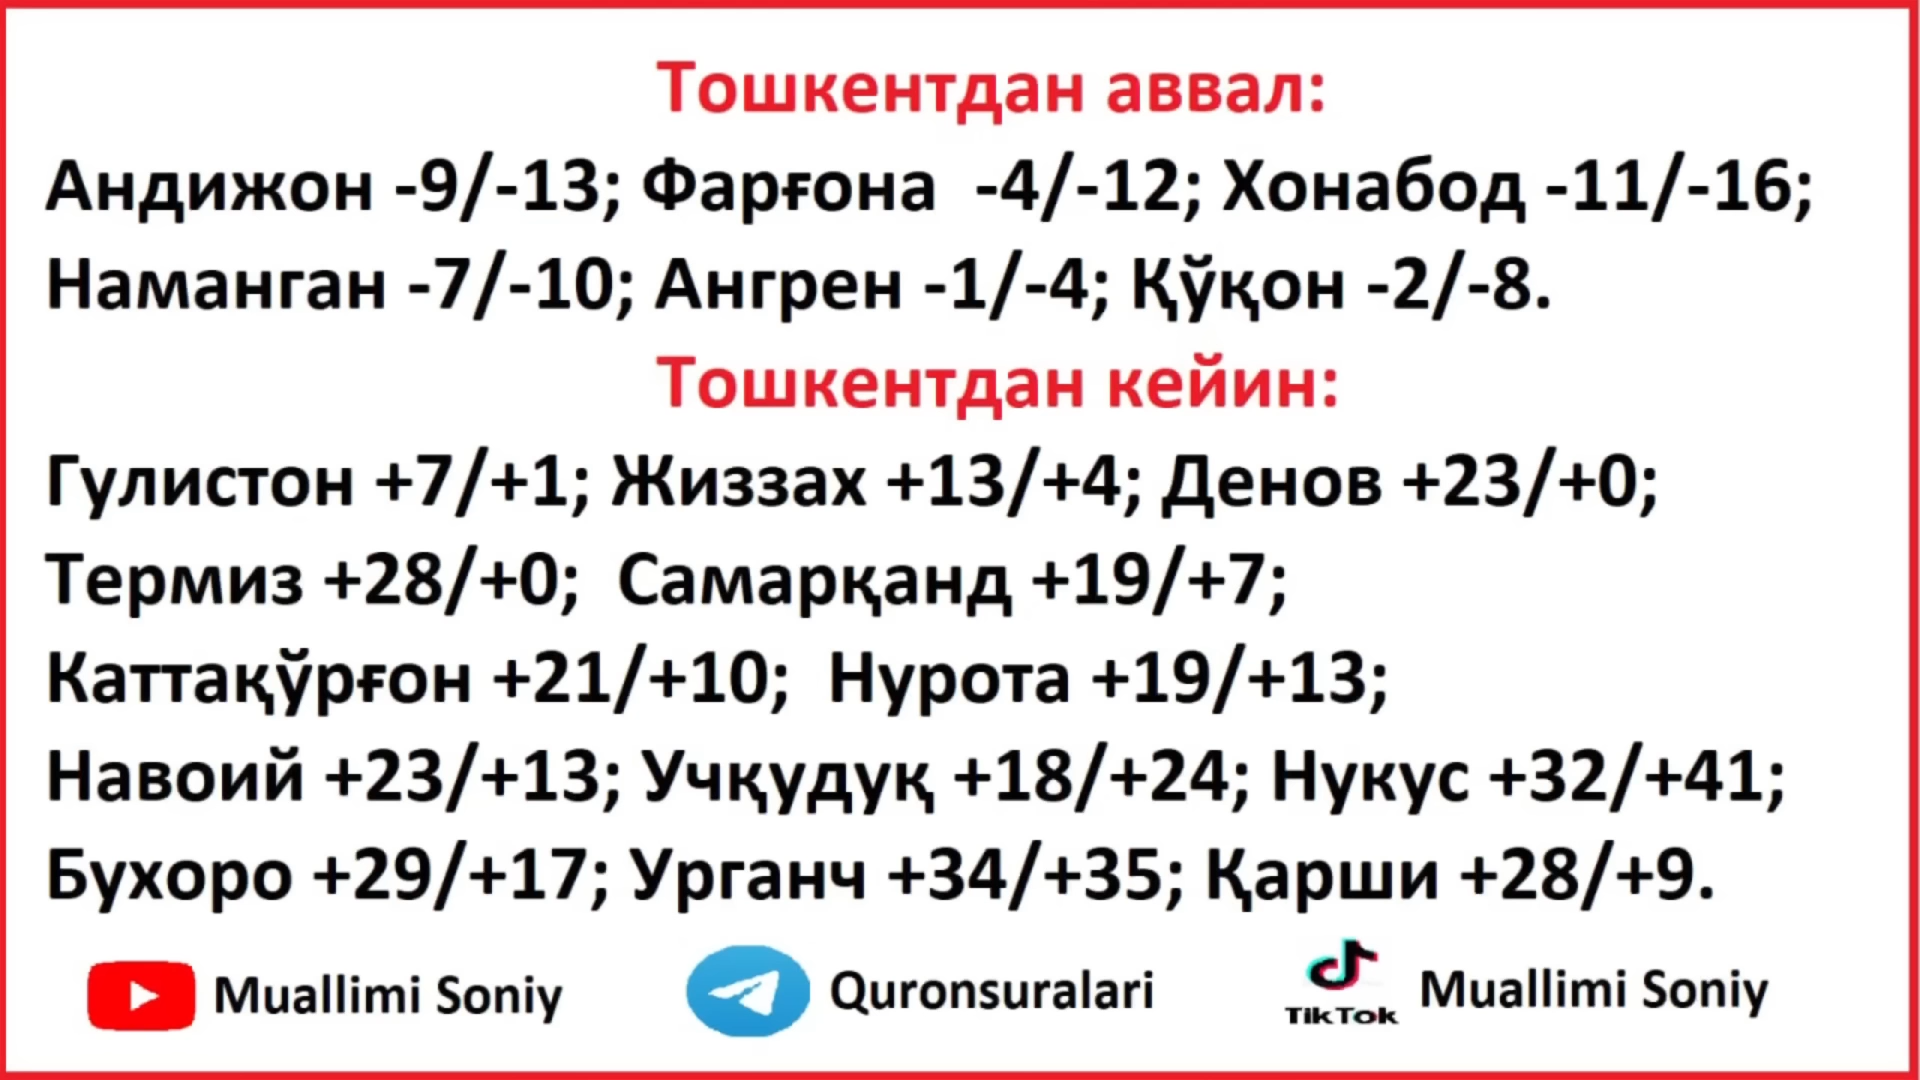 Тошкентдан аввал:
Андижон -9/-13; Фарғона -4/-12; Хонабод -11/-16;
Наманган -7/-10; Ангрен -1/-4; Қўқон -2/-8.
Тошкентдан кейин:
Гулистон +7/+1; Жиззах +13/+4; Денов +23/+0;
Термиз +28/+0; Самарқанд +19/+7;
Каттақўрғон +21/+10; Нурота +19/+13;
Навоий +23/+13; Учқудуқ +18/+24; Нукус +32/+41;
Бухоро +29/+17; Урганч +34/+35; Қарши +28/+9.
Muallimi Soniy Quronsuralari TikTok Muallimi Soniy